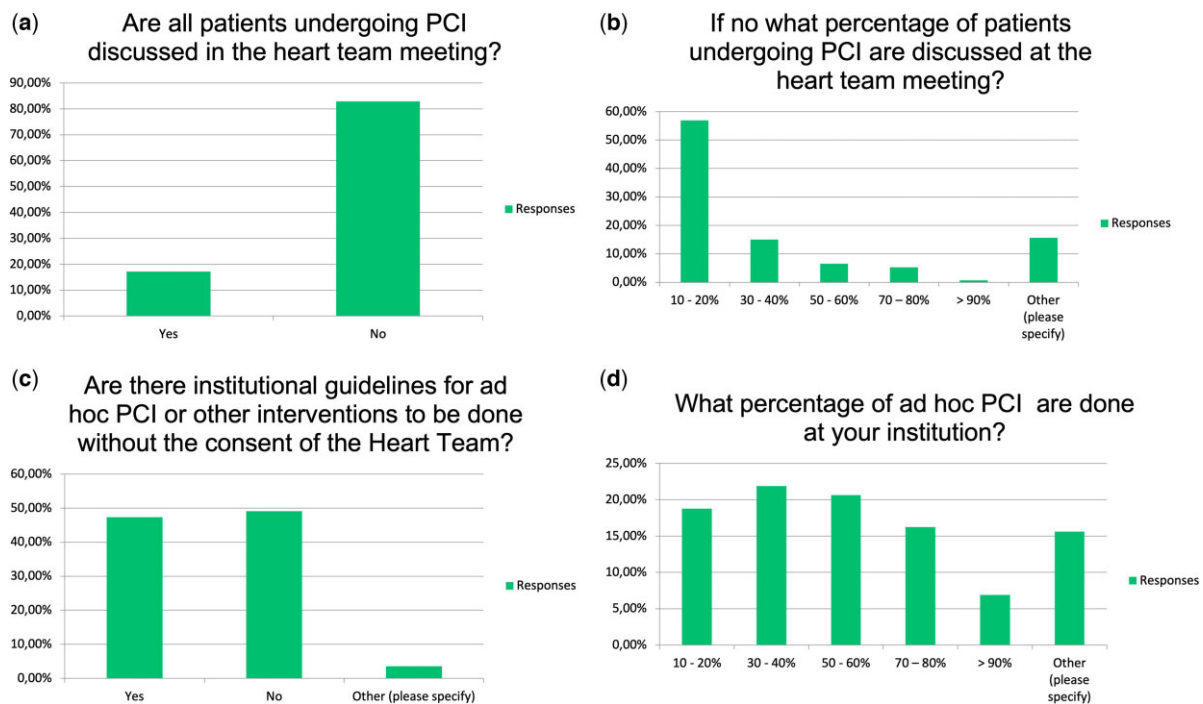 (a)
Are all patients undergoing PCI
discussed in the heart team meeting?
90,00%
80,00%
70,00%
60,00%
50,00%
40,00%
30,00%
20,00%
10,00%
0,00%
Yes
No
Responses
(b)
If no what percentage of patients
undergoing PCI are discussed at the
heart team meeting?
60,00%
50,00%
40,00%
30,00%
20,00%
10,00%
0,00%
10 - 20%
30 - 40%
50 - 60%
70 – 80%
> 90%
Other
(please
specify)
Responses
(c)
Are there institutional guidelines for ad
hoc PCI or other interventions to be done
without the consent of the Heart Team?
60,00%
50,00%
40,00%
30,00%
20,00%
10,00%
0,00%
Yes
No
Other (please specify)
Responses
(d)
What percentage of ad hoc PCI are done
at your institution?
25,00%
20,00%
15,00%
10,00%
5,00%
0,00%
10 - 20%
30 - 40%
50 - 60%
70 – 80%
> 90%
Other
(please
specify)
Responses